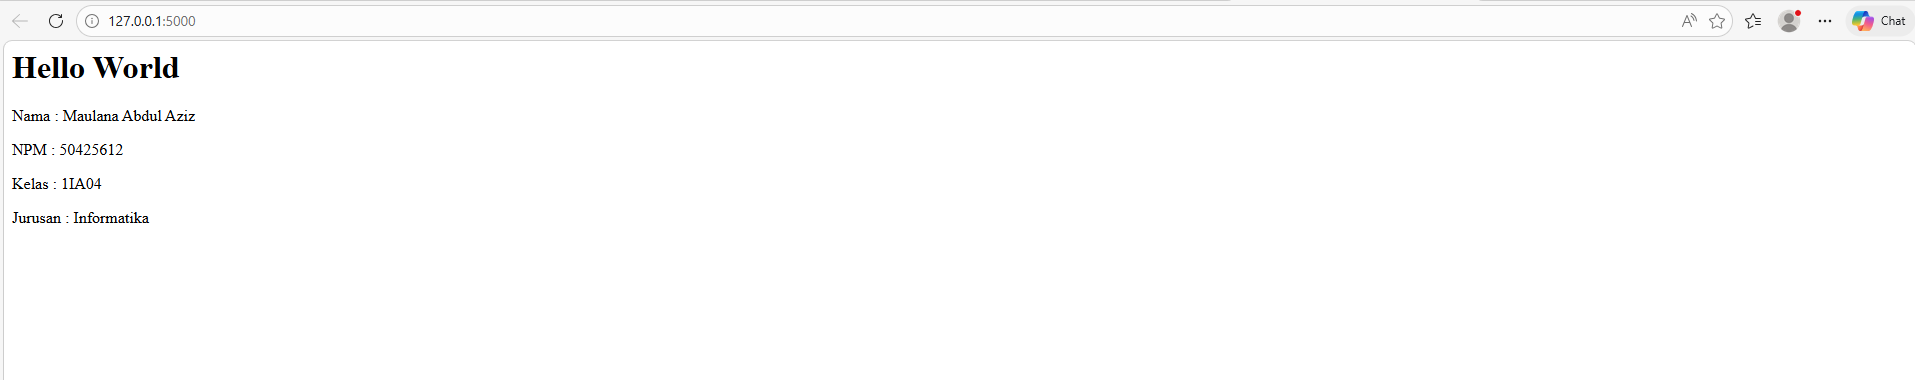 127.0.0.1:5000
Chat
Hello World
Nama : Maulana Abdul Aziz
NPM : 50425612
Kelas : 1IA04
Jurusan : Informatika